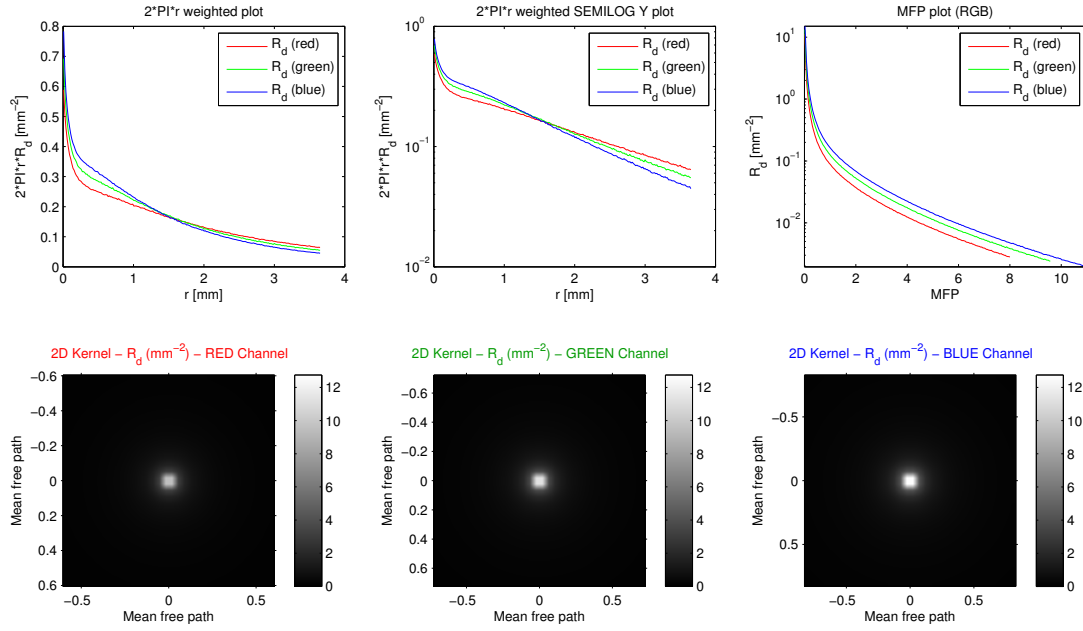 2*PI*r weighted plot
0.8
0.7
0.6
0.5
0.4
0.3
0.2
0.1
0
0 1 2 3 4
r [mm]
2*PI*r*R_d [mm^−2]
R_d (red)
R_d (green)
R_d (blue)
2*PI*r weighted SEMILOG Y plot
10^0
10^−1
10^−2
0 1 2 3 4
r [mm]
2*PI*r*R_d [mm^−2]
R_d (red)
R_d (green)
R_d (blue)
MFP plot (RGB)
10^1
10^0
10^−1
10^−2
0 2 4 6 8 10
MFP
R_d [mm^−2]
R_d (red)
R_d (green)
R_d (blue)
2D Kernel − R_d (mm^−2) − RED Channel
−0.6
−0.4
−0.2
0
0.2
0.4
0.6
−0.5 0 0.5
Mean free path
Mean free path
12
10
8
6
4
2
0
2D Kernel − R_d (mm^−2) − GREEN Channel
−0.6
−0.4
−0.2
0
0.2
0.4
0.6
−0.5 0 0.5
Mean free path
Mean free path
12
10
8
6
4
2
0
2D Kernel − R_d (mm^−2) − BLUE Channel
−0.5
0
0.5
−0.5 0 0.5
Mean free path
Mean free path
12
10
8
6
4
2
0